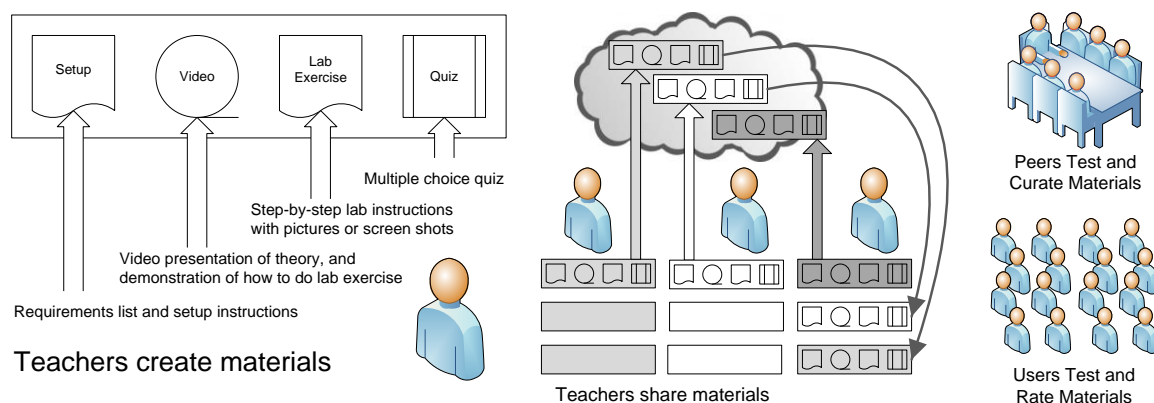 Setup
Video
Lab
Exercise
Quiz
Multiple choice quiz
Step-by-step lab instructions
with pictures or screen shots
Video presentation of theory, and
demonstration of how to do lab exercise
Requirements list and setup instructions
Teachers create materials
Teachers share materials
Peers Test and
Curate Materials
Users Test and
Rate Materials